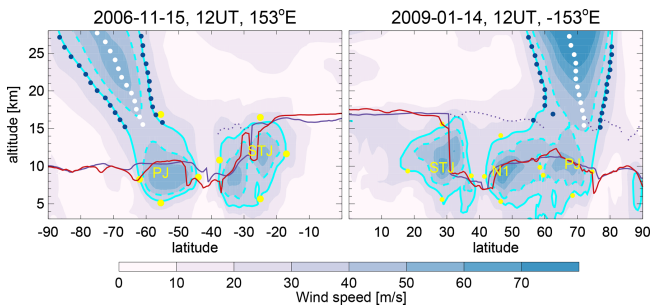 2006-11-15, 12UT, 153°E
2009-01-14, 12UT, -153°E
altitude [km]
25
20
15
10
5
PJ
STJ
STJ
N1
PJ
-90 -80 -70 -60 -50 -40 -30 -20 -10
0 10 20 30 40 50 60 70 80 90
latitude
latitude
0 10 20 30 40 50 60 70
Wind speed [m/s]